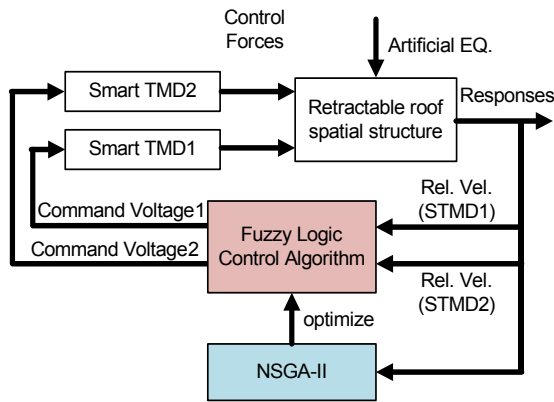 Control
Forces
Artificial EQ.
Smart TMD2
Retractable roof
spatial structure
Responses
Smart TMD1
Command Voltage1
Rel. Vel.
(STMD1)
Fuzzy Logic
Control Algorithm
Command Voltage2
Rel. Vel.
(STMD2)
optimize
NSGA-II